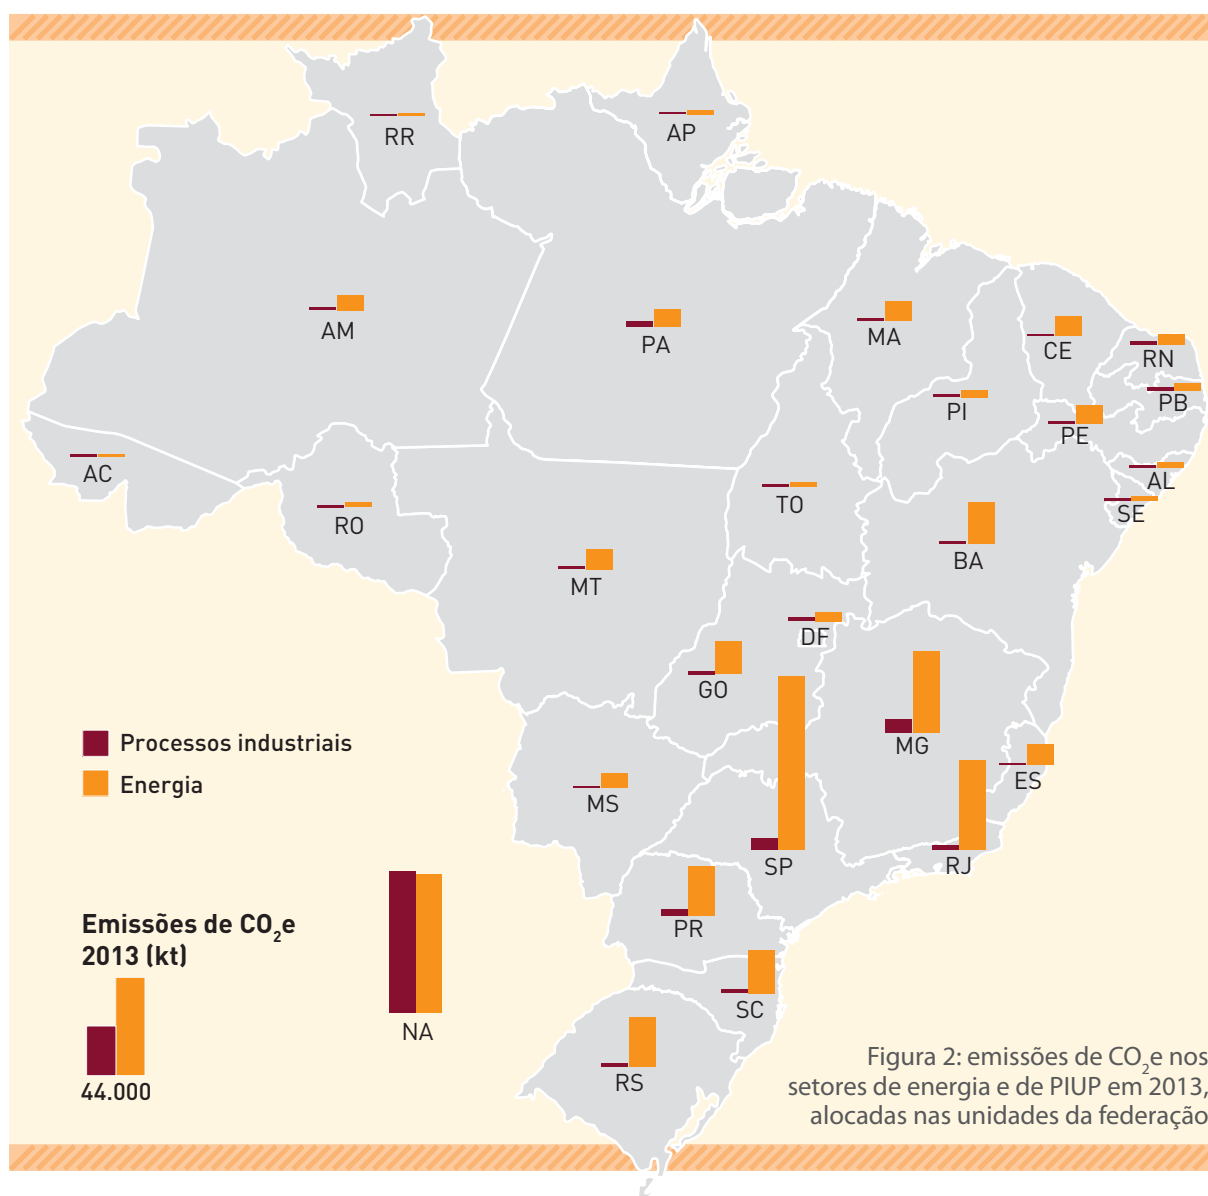 RR
AP
AM
PA
MA
CE
RN
PI
PB
PE
AC
AL
RO
TO
SE
BA
MT
DF
GO
MG
Processos industriais
Energia
ES
MS
SP
RJ
Emissões de CO₂e
2013 (kt)
PR
SC
44.000
NA
RS
Figura 2: emissões de CO₂e nos
setores de energia e de PIUP em 2013,
alocadas nas unidades da federação